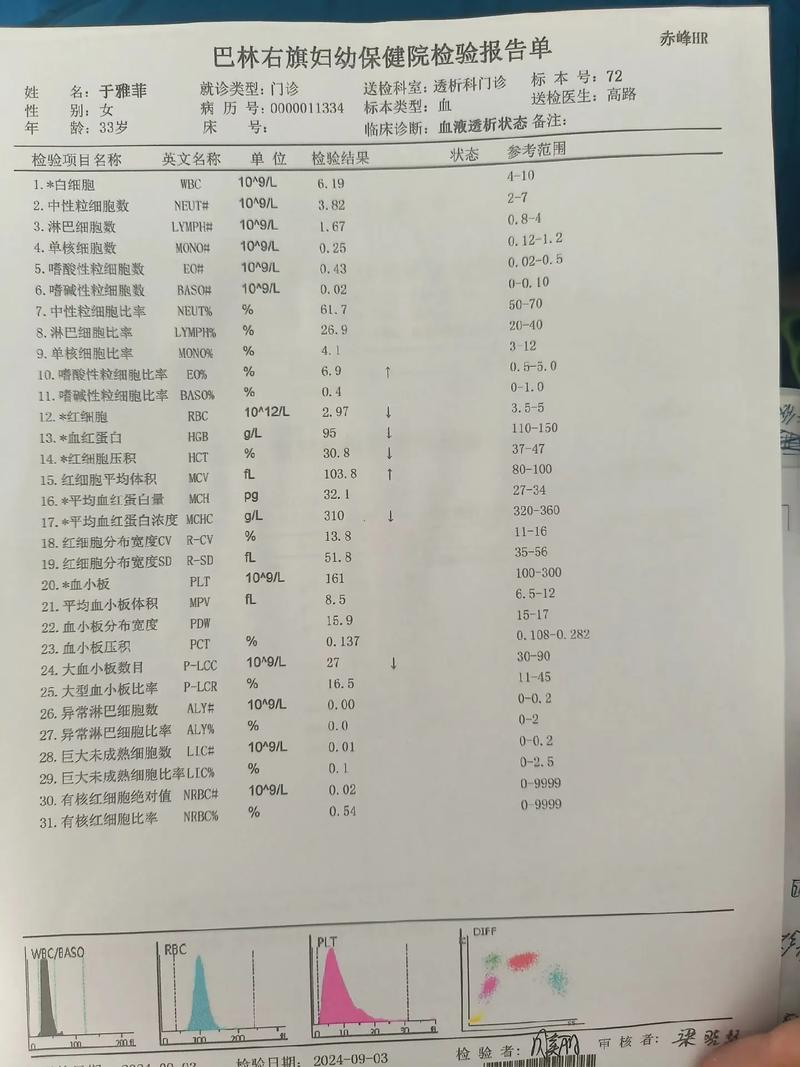 赤峰HR
巴林右旗妇幼保健院检验报告单
姓 名：于雅菲 就诊类型：门诊 送检科室：透析科门诊 标 本 号：72
性 别：女 病 历 号：0000011334 标本类型：血 送检医生：高路
年 龄：33岁 床 号： 临床诊断：血液透析状态 备注：
检验项目名称 英文名称 单 位 检验结果 状态 参考范围
1.*白细胞 WBC 10^9/L 6.19 4-10
2.中性粒细胞数 NEUT# 10^9/L 3.82 2-7
3.淋巴细胞数 LYMPH# 10^9/L 1.67 0.8-4
4.单核细胞数 MONO# 10^9/L 0.25 0.12-1.2
5.嗜酸性粒细胞数 EO# 10^9/L 0.43 0.02-0.5
6.嗜碱性粒细胞数 BASO# 10^9/L 0.02 0-0.10
7.中性粒细胞比率 NEUT% % 61.7 50-70
8.淋巴细胞比率 LYMPH% % 26.9 20-40
9.单核细胞比率 MONO% % 4.1 3-12
10.嗜酸性粒细胞比率 EO% % 6.9 ↑ 0.5-5.0
11.嗜碱性粒细胞比率 BASO% % 0.4 0-1.0
12.*红细胞 RBC 10^12/L 2.97 ↓ 3.5-5
13.*血红蛋白 HGB g/L 95 ↓ 110-150
14.*红细胞压积 HCT % 30.8 ↓ 37-47
15.红细胞平均体积 MCV fL 103.8 ↑ 80-100
16.*平均血红蛋白量 MCH pg 32.1 27-34
17.*平均血红蛋白浓度 MCHC g/L 310 ↓ 320-360
18.红细胞分布宽度CV R-CV % 13.8 11-16
19.红细胞分布宽度SD R-SD fL 51.8 35-56
20.*血小板 PLT 10^9/L 161 100-300
21.平均血小板体积 MPV fL 8.5 6.5-12
22.血小板分布宽度 PDW 15.9 15-17
23.血小板压积 PCT % 0.137 0.108-0.282
24.大血小板数目 P-LCC 10^9/L 27 ↓ 30-90
25.大型血小板比率 P-LCR % 16.5 11-45
26.异常淋巴细胞数 ALY# 10^9/L 0.00 0-0.2
27.异常淋巴细胞比率 ALY% % 0.0 0-2
28.巨大未成熟细胞数 LIC# 10^9/L 0.01 0-0.2
29.巨大未成熟细胞比率LIC% % 0.1 0-2.5
30.有核红细胞绝对值 NRBC# 10^9/L 0.02 0-9999
31.有核红细胞比率 NRBC% % 0.54 0-9999
WBC/BASO RBC PLT DIFF
0 100 200 fL 0 100 200 fL 0 10 20 30 fL
2024-09-03 检验日期：2024-09-03 检 验 者： 审 核 者：梁